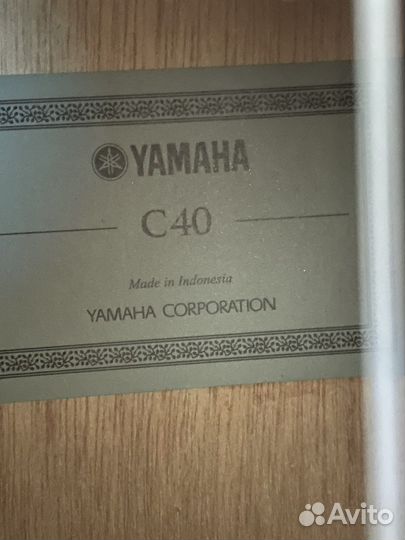 YAMAHA
C40
Made in Indonesia
YAMAHA CORPORATION
Avito